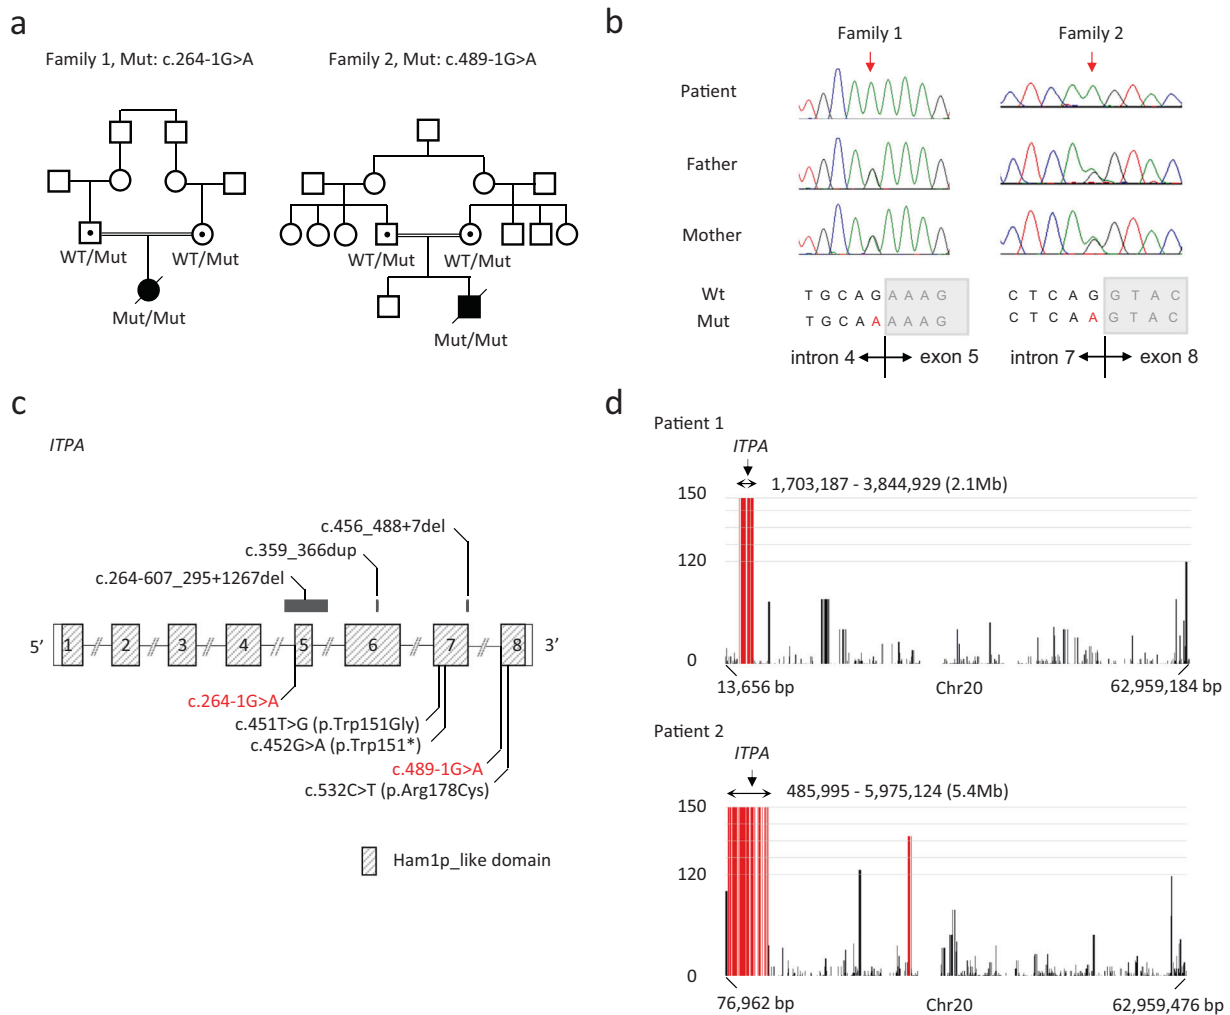 a
Family 1, Mut: c.264-1G>A
Family 2, Mut: c.489-1G>A
WT/Mut
WT/Mut
Mut/Mut
WT/Mut
WT/Mut
Mut/Mut
b
Family 1
Family 2
Patient
Father
Mother
Wt
T G C A G A A A G
C T C A G G T A C
Mut
T G C A A A A A G
C T C A A G T A C
intron 4
exon 5
intron 7
exon 8
c
ITPA
c.456_488+7del
c.359_366dup
c.264-607_295+1267del
5’
1
2
3
4
5
6
7
8
3’
c.264-1G>A
c.451T>G (p.Trp151Gly)
c.452G>A (p.Trp151*)
c.489-1G>A
c.532C>T (p.Arg178Cys)
Ham1p_like domain
d
Patient 1
ITPA
1,703,187 - 3,844,929 (2.1Mb)
150
120
0
13,656 bp
Chr20
62,959,184 bp
Patient 2
ITPA
485,995 - 5,975,124 (5.4Mb)
150
120
0
76,962 bp
Chr20
62,959,476 bp